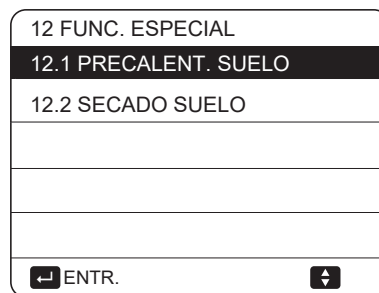 12 FUNC. ESPECIAL
12.1 PRECALENT. SUELO
12.2 SECADO SUELO
ENTR.